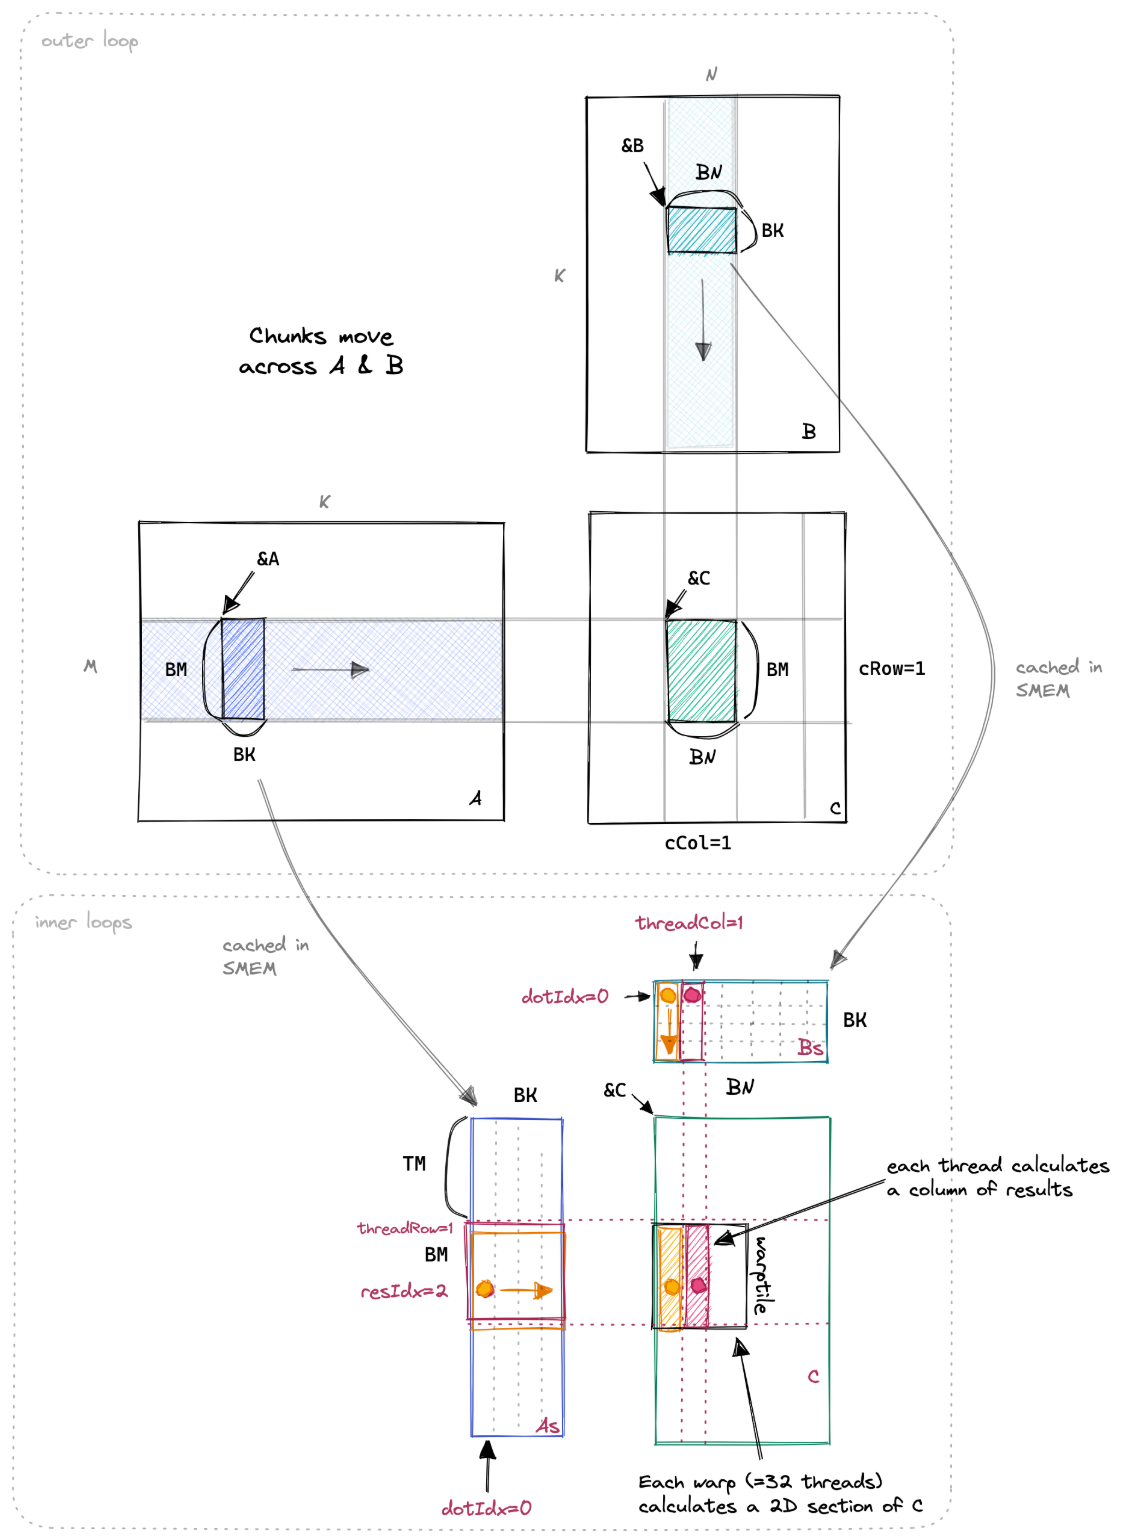 outer loop
N
&B
BN
BK
K
Chunks move
across A & B
B
K
&A
&C
M
BM
BM
cRow=1
cached in
SMEM
BK
BN
A
C
cCol=1
inner loops
threadCol=1
cached in
SMEM
dotIdx=0
BK
Bs
BN
&C
BK
TM
each thread calculates
a column of results
threadRow=1
BM
warptile
resIdx=2
C
As
Each warp (=32 threads)
calculates a 2D section of C
dotIdx=0